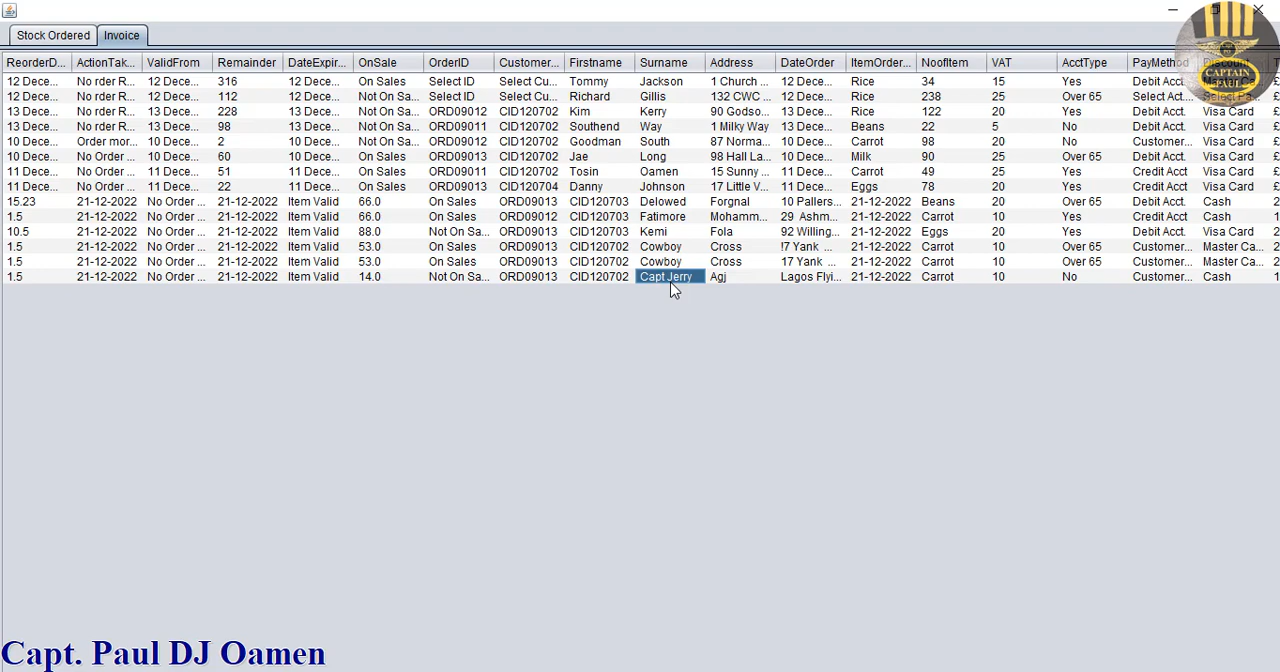 Stock Ordered Invoice
ReorderD... ActionTak... ValidFrom Remainder DateExpir... OnSale OrderID Customer... Firstname Surname Address DateOrder ItemOrder... NoofItem VAT AcctType PayMethod Discount
12 Dece... No rder R... 12 Dece... 316 12 Dece... On Sales Select ID Select Cu... Tommy Jackson 1 Church ... 12 Dece... Rice 34 15 Yes Debit Acct. Master Ca...
12 Dece... No rder R... 12 Dece... 112 12 Dece... Not On Sa... Select ID Select Cu... Richard Gillis 132 CWC ... 12 Dece... Rice 238 25 Over 65 Select Act... Select Pa...
13 Dece... No rder R... 13 Dece... 228 13 Dece... Not On Sa... ORD09012 CID120702 Kim Kerry 90 Godso... 13 Dece... Rice 122 20 Yes Debit Acct. Visa Card £
13 Dece... No rder R... 13 Dece... 98 13 Dece... Not On Sa... ORD09011 CID120702 Southend Way 1 Milky Way 13 Dece... Beans 22 5 No Debit Acct. Visa Card £
10 Dece... Order mor... 10 Dece... 2 10 Dece... Not On Sa... ORD09012 CID120702 Goodman South 87 Norma... 10 Dece... Carrot 98 20 No Customer... Visa Card £
10 Dece... No Order ... 10 Dece... 60 10 Dece... On Sales ORD09013 CID120702 Jae Long 98 Hall La... 10 Dece... Milk 90 25 Over 65 Debit Acct. Visa Card £
11 Dece... No Order ... 11 Dece... 51 11 Dece... On Sales ORD09012 CID120702 Tosin Oamen 15 Sunny ... 11 Dece... Carrot 49 25 Yes Credit Acct Visa Card £
11 Dece... No Order ... 11 Dece... 22 11 Dece... On Sales ORD09013 CID120704 Danny Johnson 17 Little V... 11 Dece... Eggs 78 20 Yes Credit Acct Visa Card £
15.23 21-12-2022 No Order ... 21-12-2022 Item Valid 66.0 On Sales ORD09013 CID120703 Delowed Forgnal 10 Pallers... 21-12-2022 Beans 20 Over 65 Debit Acct. Cash 2
1.5 21-12-2022 No Order ... 21-12-2022 Item Valid 66.0 On Sales ORD09012 CID120703 Fatimore Mohamm... 29 Ashm... 21-12-2022 Carrot 10 Yes Credit Acct Cash 1
10.5 21-12-2022 No Order ... 21-12-2022 Item Valid 88.0 Not On Sa... ORD09013 CID120703 Kemi Fola 92 Willing... 21-12-2022 Eggs 20 Yes Debit Acct. Visa Card 2
1.5 21-12-2022 No Order ... 21-12-2022 Item Valid 53.0 On Sales ORD09013 CID120702 Cowboy Cross !7 Yank ... 21-12-2022 Carrot 10 Over 65 Customer... Master Ca... 2
1.5 21-12-2022 No Order ... 21-12-2022 Item Valid 53.0 On Sales ORD09013 CID120702 Cowboy Cross 17 Yank ... 21-12-2022 Carrot 10 Over 65 Customer... Master Ca... 2
1.5 21-12-2022 No Order ... 21-12-2022 Item Valid 14.0 Not On Sa... ORD09013 CID120702 Capt Jerry Agj Lagos Flyi... 21-12-2022 Carrot 10 No Customer... Cash 1
CAPTAIN
PAUL
Capt. Paul DJ Oamen